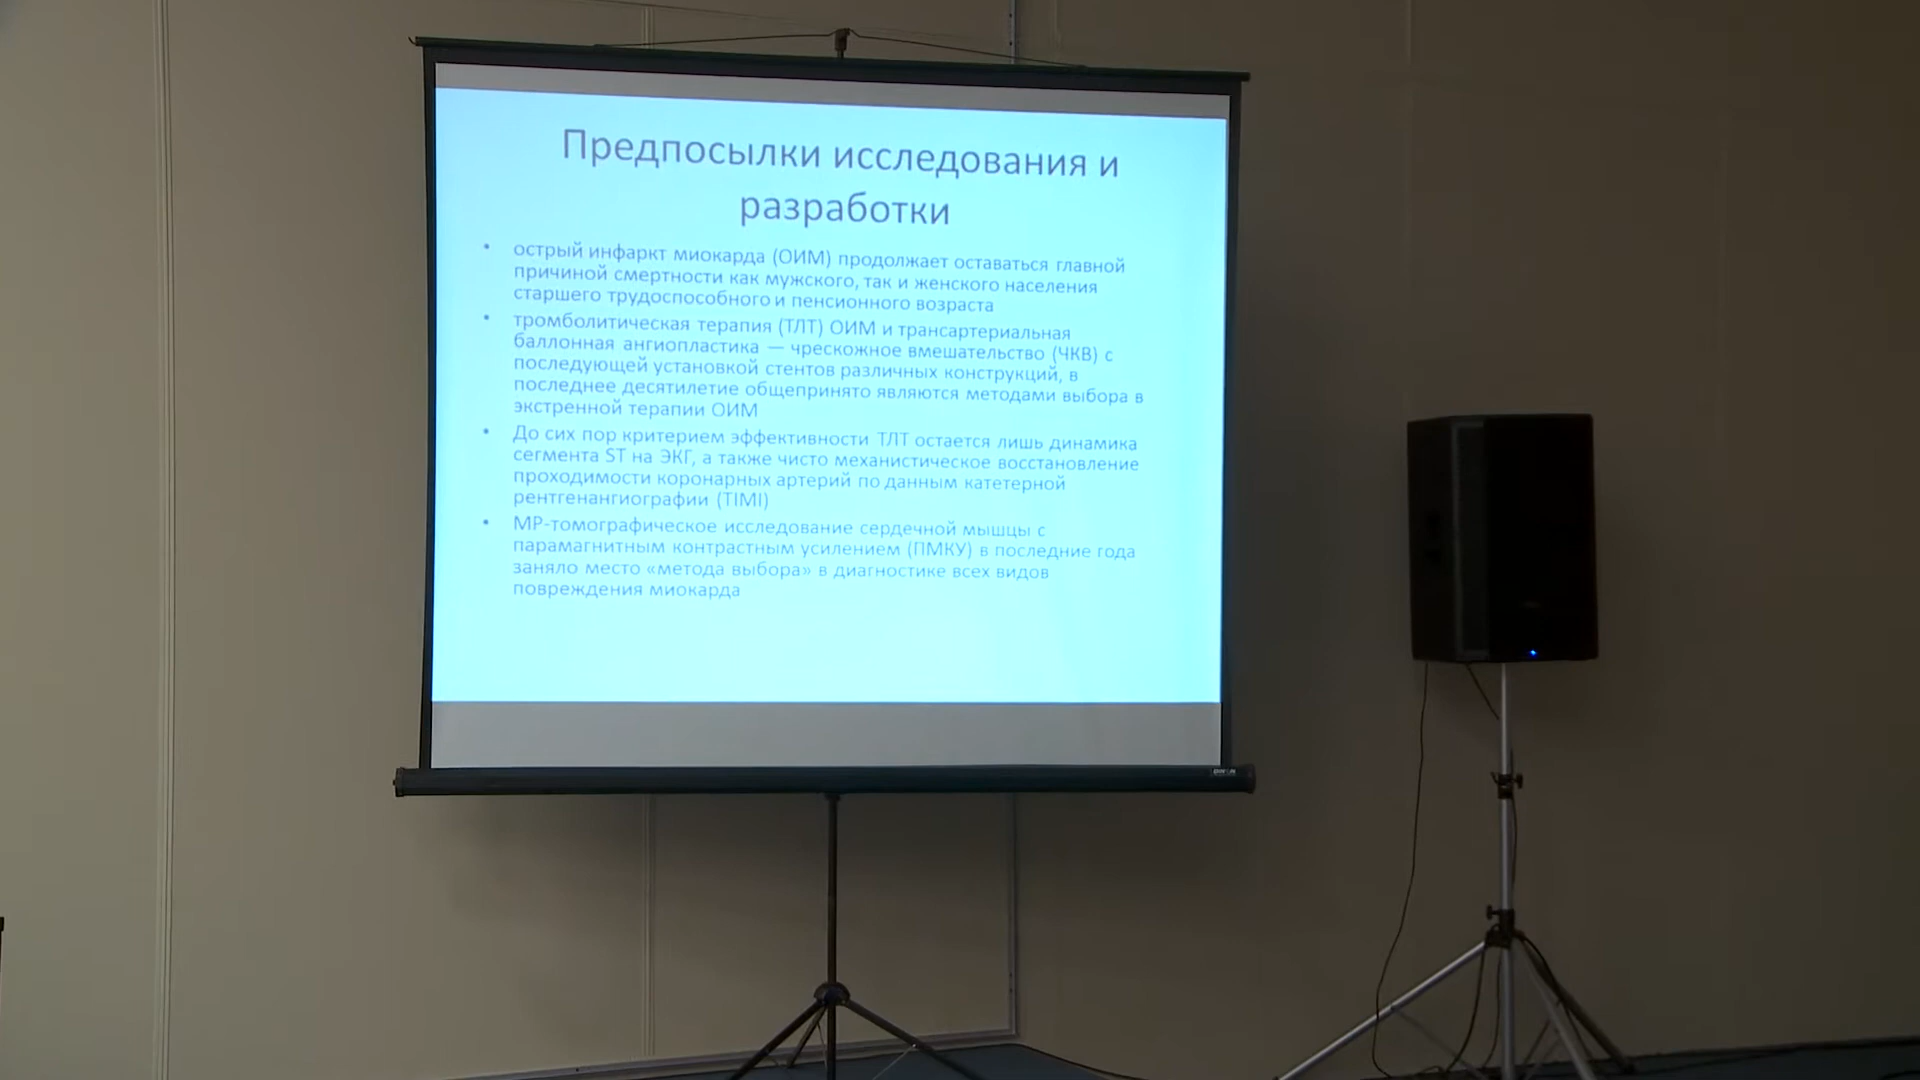 Предпосылки исследования и
разработки
• острый инфаркт миокарда (ОИМ) продолжает оставаться главной
причиной смертности как мужского, так и женского населения
старшего трудоспособного и пенсионного возраста
• тромболитическая терапия (ТЛТ) ОИМ и трансартериальная
баллонная ангиопластика — чрескожное вмешательство (ЧКВ) с
последующей установкой стентов различных конструкций, в
последнее десятилетие общепринято являются методами выбора в
экстренной терапии ОИМ
• До сих пор критерием эффективности ТЛТ остается лишь динамика
сегмента ST на ЭКГ, а также чисто механистическое восстановление
проходимости коронарных артерий по данным катетерной
рентгенангиографии (TIMI)
• МР-томографическое исследование сердечной мышцы с
парамагнитным контрастным усилением (ПМКУ) в последние года
заняло место «метода выбора» в диагностике всех видов
повреждения миокарда